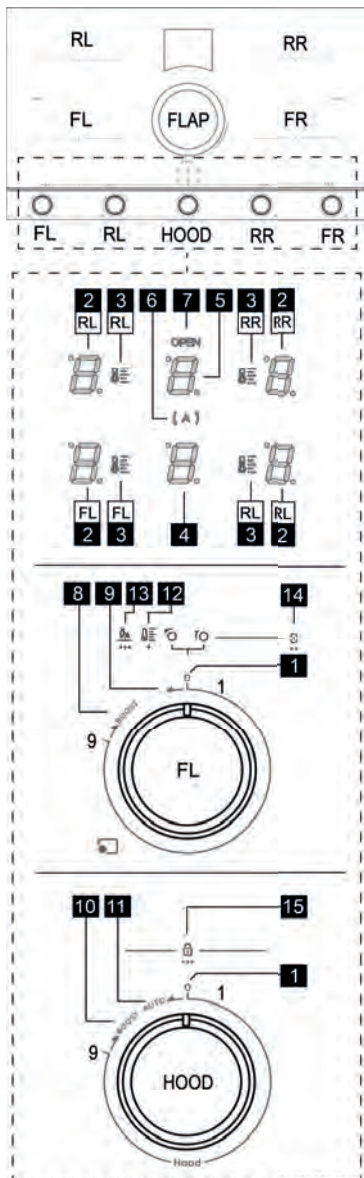 RL RR
FL FLAP FR
FL RL HOOD RR FR
2 3 6 7 5 3 2
RL RL OPEN RR RR
(A)
FL FL RL RL
2 3 4 3 2
8 9 13 12 14
1
1
BOOST
9
FL
10 11 15
1
1
BOOST AUTO
9
HOOD
Hood